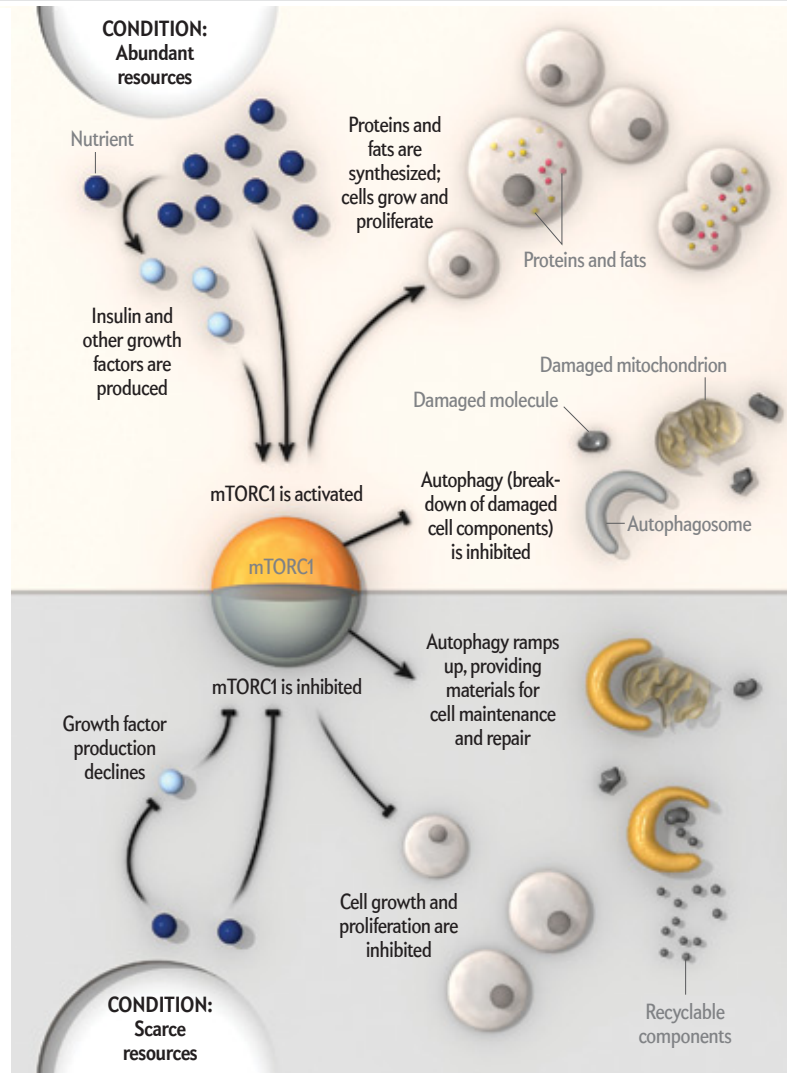 CONDITION:
Abundant
resources
Nutrient
Proteins and
fats are
synthesized;
cells grow and
proliferate
Proteins and fats
Insulin and
other growth
factors are
produced
Damaged mitochondrion
Damaged molecule
mTORC1 is activated
Autophagy (break-
down of damaged
cell components)
is inhibited
Autophagosome
mTORC1
Autophagy ramps
up, providing
materials for
cell maintenance
and repair
mTORC1 is inhibited
Growth factor
production
declines
Cell growth and
proliferation are
inhibited
CONDITION:
Scarce
resources
Recyclable
components